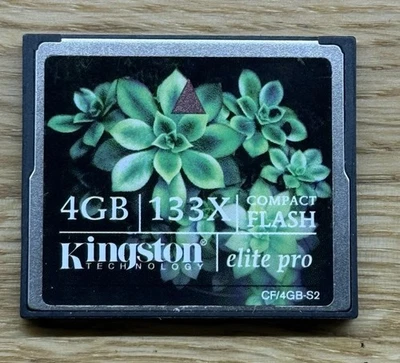 4GB 133X COMPACT FLASH
Kingston® elite pro
TECHNOLOGY
CF/4GB-S2